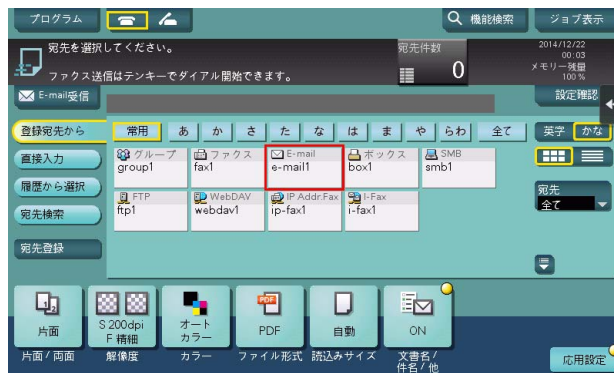 プログラム
機能検索
ジョブ表示
宛先を選択してください。
ファクス送信はテンキーでダイアル開始できます。
宛先件数
0
2014/12/22
00:03
メモリー残量
100 %
E-mail受信
設定確認
登録宛先から
常用 あ か さ た な は ま や らわ 全て
英字 かな
直接入力
履歴から選択
宛先検索
宛先登録
グループ
group1
ファクス
fax1
E-mail
e-mail1
ボックス
box1
SMB
smb1
FTP
ftp1
WebDAV
webdav1
IP Addr.Fax
ip-fax1
I-Fax
i-fax1
宛先
全て
片面
S 200dpi
F 精細
オート
カラー
PDF
自動
ON
片面/両面
解像度
カラー
ファイル形式
読込みサイズ
文書名/
件名/他
応用設定